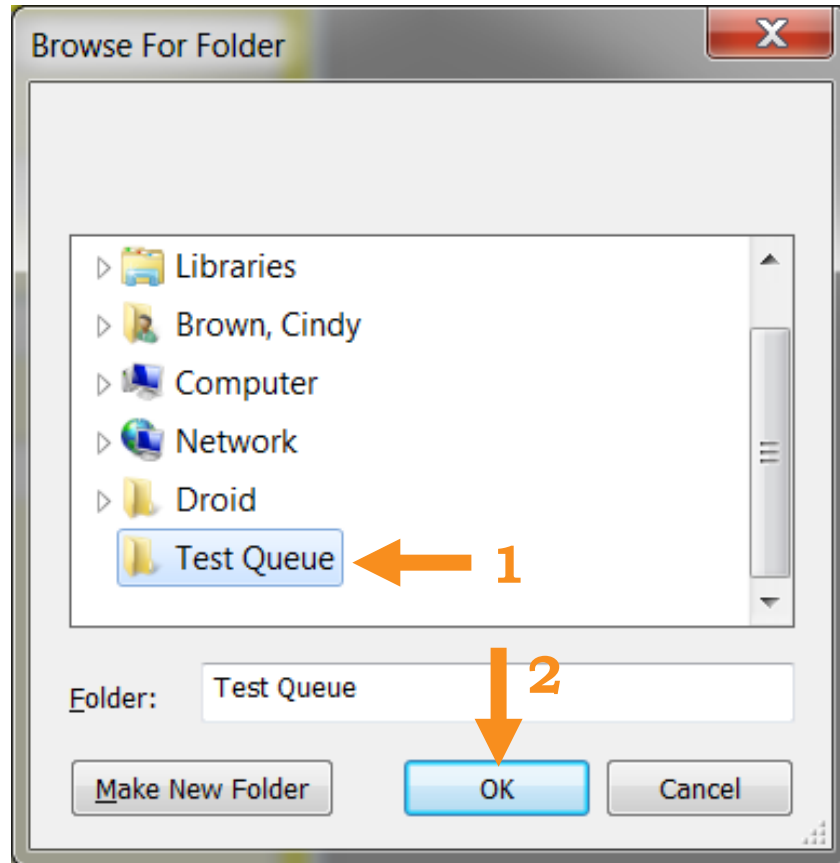 Browse For Folder
Libraries
Brown, Cindy
Computer
Network
Droid
Test Queue 1
Folder: Test Queue 2
Make New Folder OK Cancel